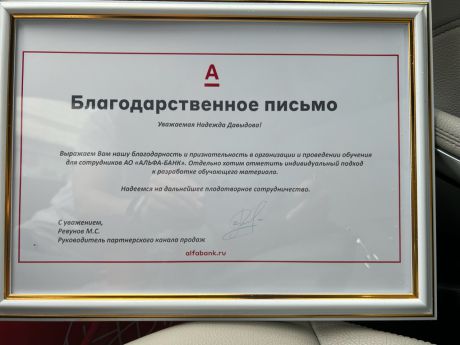 А
Благодарственное письмо
Уважаемая Надежда Давыдова!
Выражаем Вам нашу благодарность и признательность в организации и проведении обучения
для сотрудников АО «АЛЬФА-БАНК». Отдельно хотим отметить индивидуальный подход
к разработке обучающего материала.
Надеемся на дальнейшее плодотворное сотрудничество.
С уважением,
Ревунов М.С.
Руководитель партнерского канала продаж
alfabank.ru